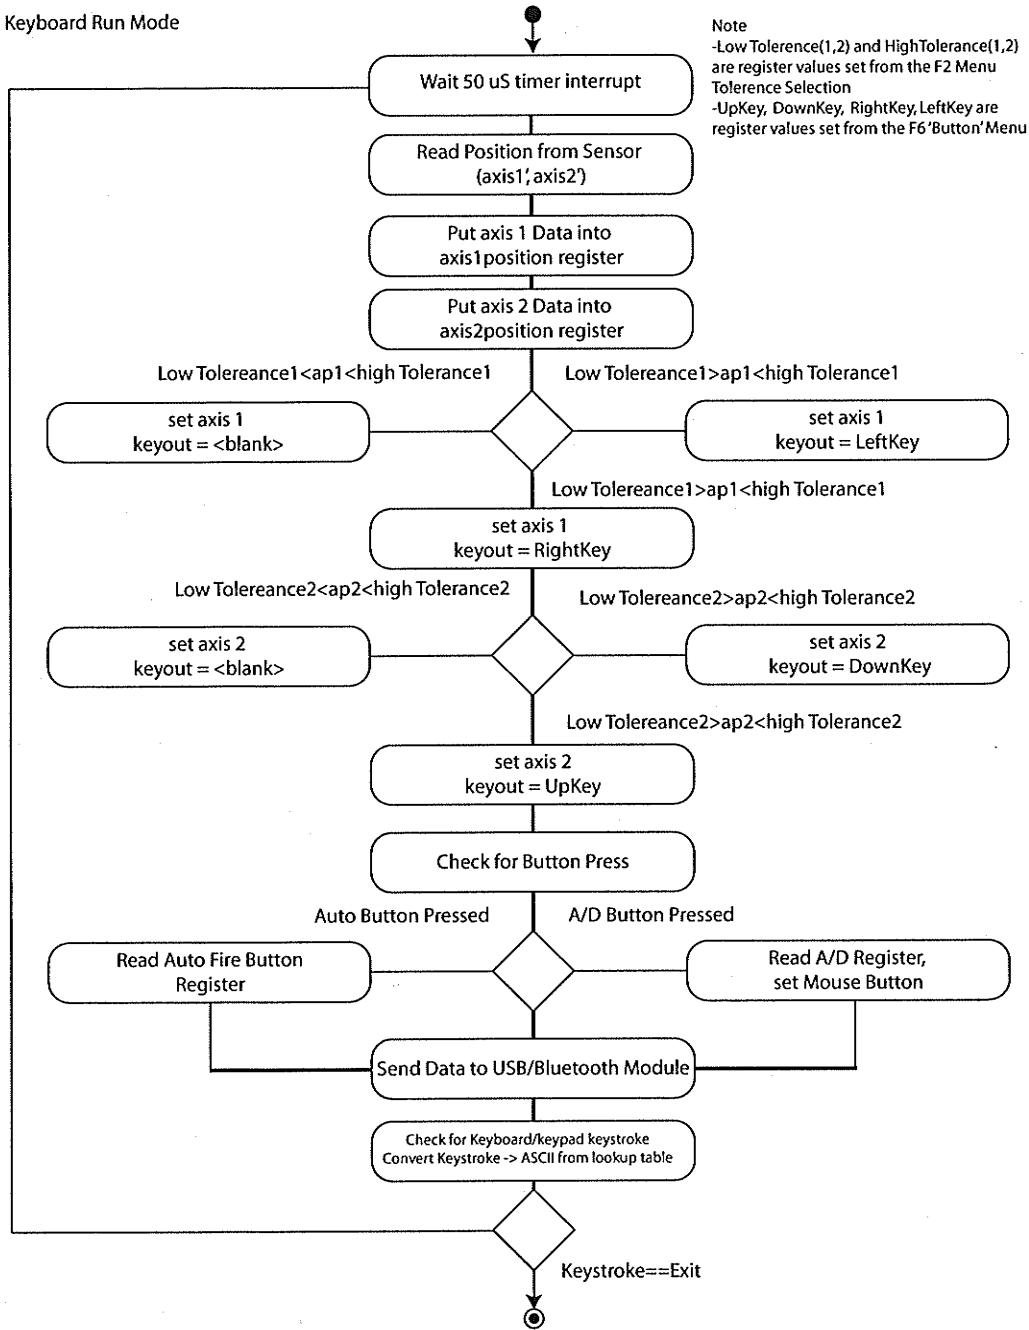 Keyboard Run Mode
Note
-Low Tolerence(1,2) and HighTolerance(1,2)
are register values set from the F2 Menu
Tolerence Selection
-UpKey, DownKey, RightKey, LeftKey are
register values set from the F6 'Button' Menu
Wait 50 uS timer interrupt
Read Position from Sensor
(axis1', axis2')
Put axis 1 Data into
axis1position register
Put axis 2 Data into
axis2position register
Low Tolereance1<ap1<high Tolerance1
Low Tolereance1>ap1<high Tolerance1
set axis 1
keyout = <blank>
set axis 1
keyout = LeftKey
Low Tolereance1>ap1<high Tolerance1
set axis 1
keyout = RightKey
Low Tolereance2<ap2<high Tolerance2
Low Tolereance2>ap2<high Tolerance2
set axis 2
keyout = <blank>
set axis 2
keyout = DownKey
Low Tolereance2>ap2<high Tolerance2
set axis 2
keyout = UpKey
Check for Button Press
Auto Button Pressed
A/D Button Pressed
Read Auto Fire Button
Register
Read A/D Register,
set Mouse Button
Send Data to USB/Bluetooth Module
Check for Keyboard/keypad keystroke
Convert Keystroke -> ASCII from lookup table
Keystroke==Exit